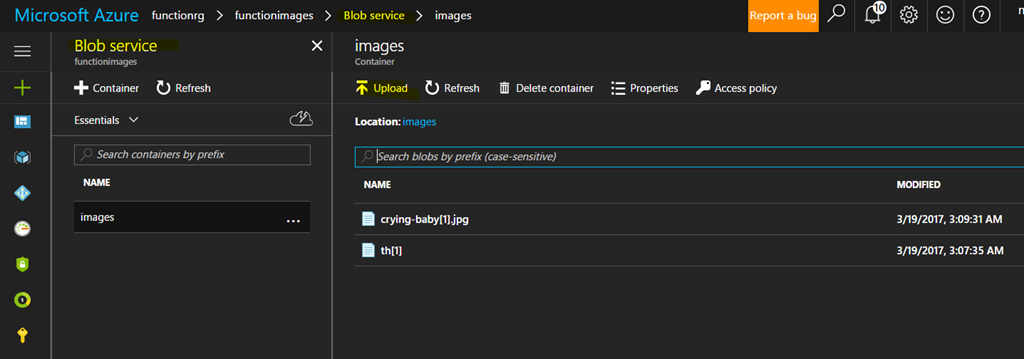 Microsoft Azure functionrg > functionimages > Blob service > images Report a bug 10
Blob service
functionimages
images
Container
Container Refresh
Upload Refresh Delete container Properties Access policy
Essentials
Location: images
Search containers by prefix
Search blobs by prefix (case-sensitive)
NAME
NAME MODIFIED
images ...
crying-baby[1].jpg 3/19/2017, 3:09:31 AM
th[1] 3/19/2017, 3:07:35 AM